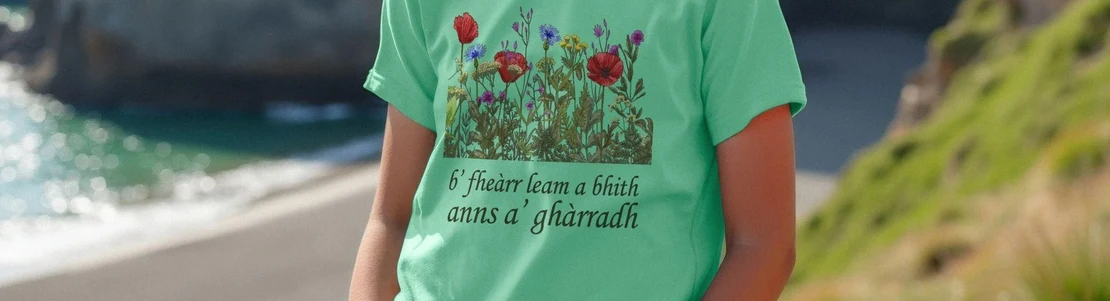 b' fheàrr leam a bhith
anns a' ghàrradh